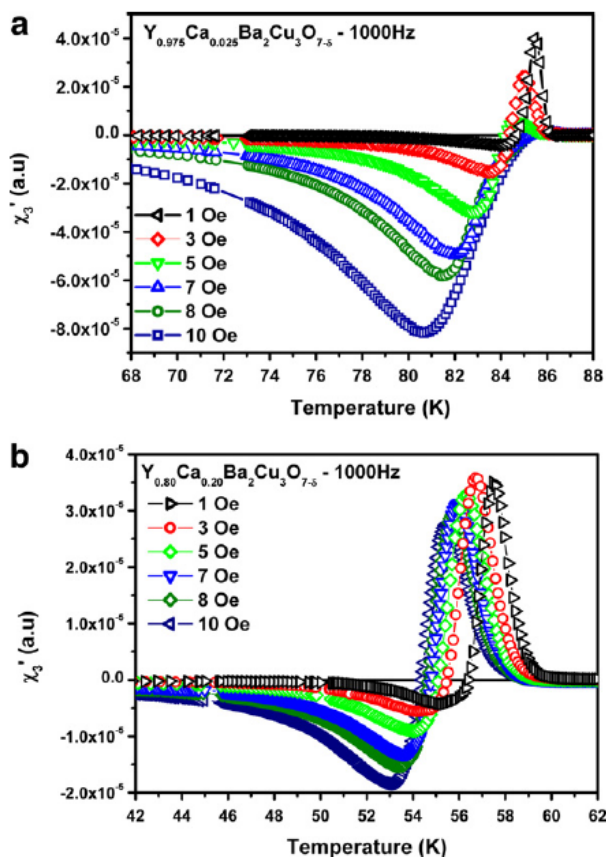 a
Y0.975Ca0.025Ba2Cu3O7-δ - 1000Hz
4.0x10-5
2.0x10-5
0.0
-2.0x10-5
-4.0x10-5
-6.0x10-5
-8.0x10-5
χ3' (a.u)
1 Oe
3 Oe
5 Oe
7 Oe
8 Oe
10 Oe
68 70 72 74 76 78 80 82 84 86 88
Temperature (K)
b
Y0.80Ca0.20Ba2Cu3O7-δ - 1000Hz
4.0x10-5
3.0x10-5
2.0x10-5
1.0x10-5
0.0
-1.0x10-5
-2.0x10-5
χ3' (a.u)
1 Oe
3 Oe
5 Oe
7 Oe
8 Oe
10 Oe
42 44 46 48 50 52 54 56 58 60 62
Temperature (K)